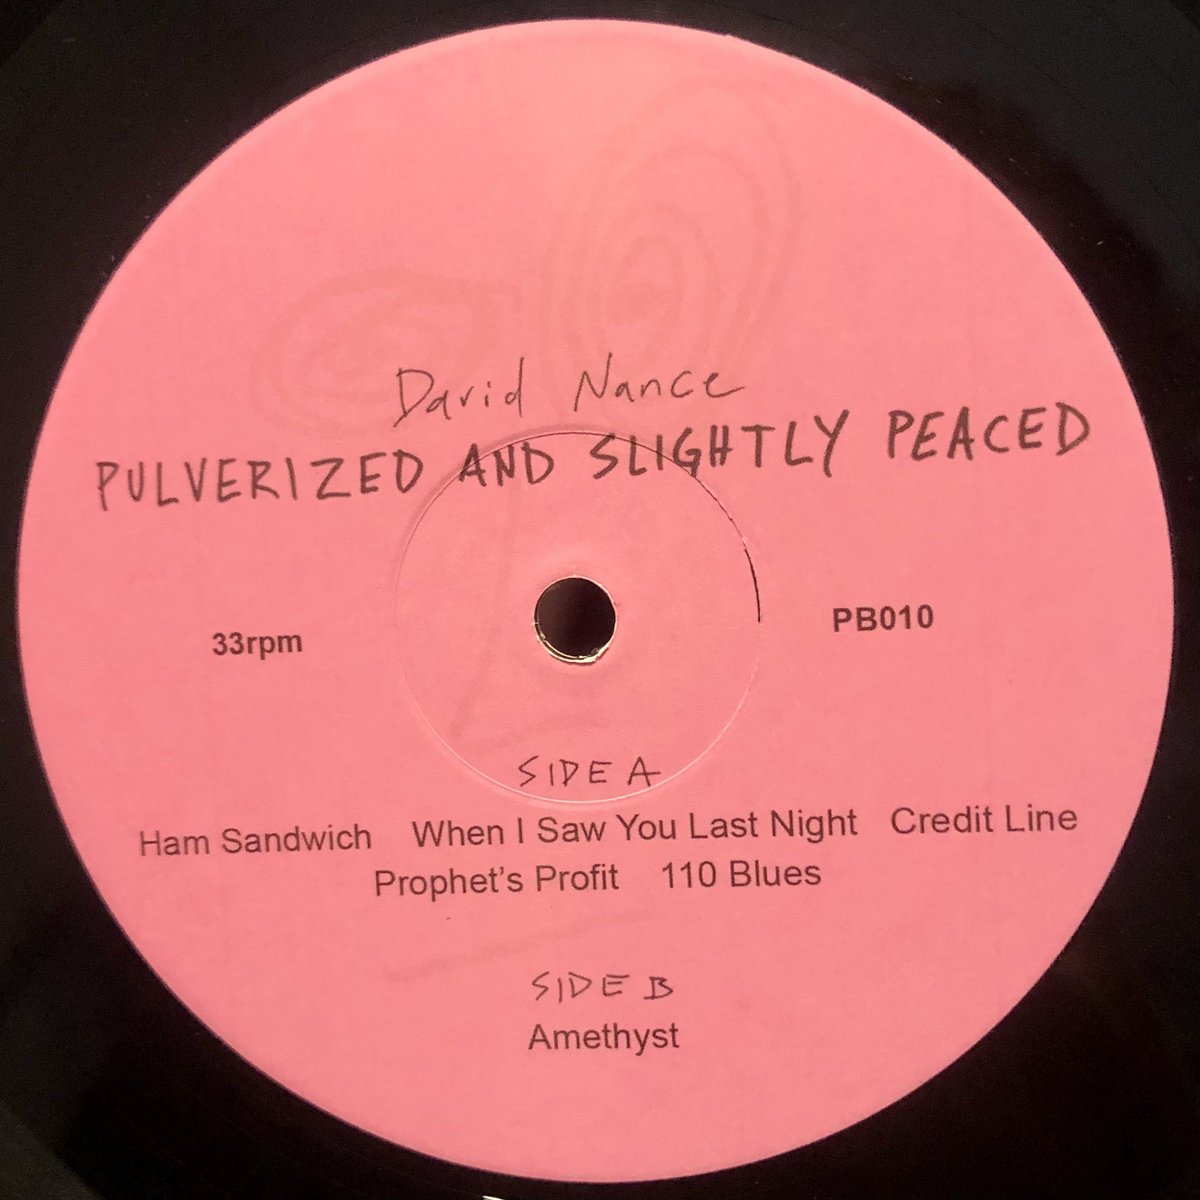 David Nance
PULVERIZED AND SLIGHTLY PEACED
33rpm
PB010
SIDE A
Ham Sandwich When I Saw You Last Night Credit Line
Prophet's Profit 110 Blues
SIDE B
Amethyst